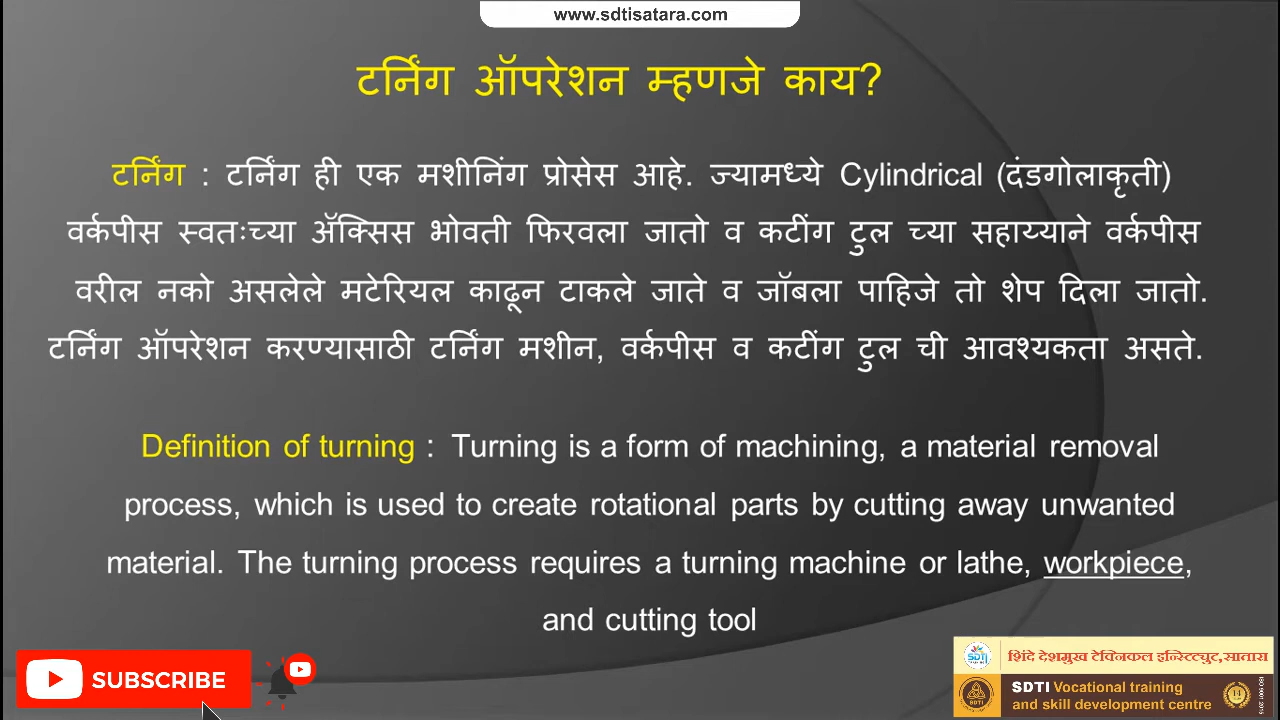 www.sdtisatara.com
टर्निंग ऑपरेशन म्हणजे काय?
टर्निंग : टर्निंग ही एक मशीनिंग प्रोसेस आहे. ज्यामध्ये Cylindrical (दंडगोलाकृती)
वर्कपीस स्वतःच्या ॲक्सिस भोवती फिरवला जातो व कटींग टुल च्या सहाय्याने वर्कपीस
वरील नको असलेले मटेरियल काढून टाकले जाते व जॉबला पाहिजे तो शेप दिला जातो.
टर्निंग ऑपरेशन करण्यासाठी टर्निंग मशीन, वर्कपीस व कटींग टुल ची आवश्यकता असते.
Definition of turning : Turning is a form of machining, a material removal
process, which is used to create rotational parts by cutting away unwanted
material. The turning process requires a turning machine or lathe, workpiece,
and cutting tool
SUBSCRIBE
SDTI
शिंदे देशमुख टेक्निकल इन्स्टिट्युट,सातारा
SDTI Vocational training
and skill development centre
SDTI